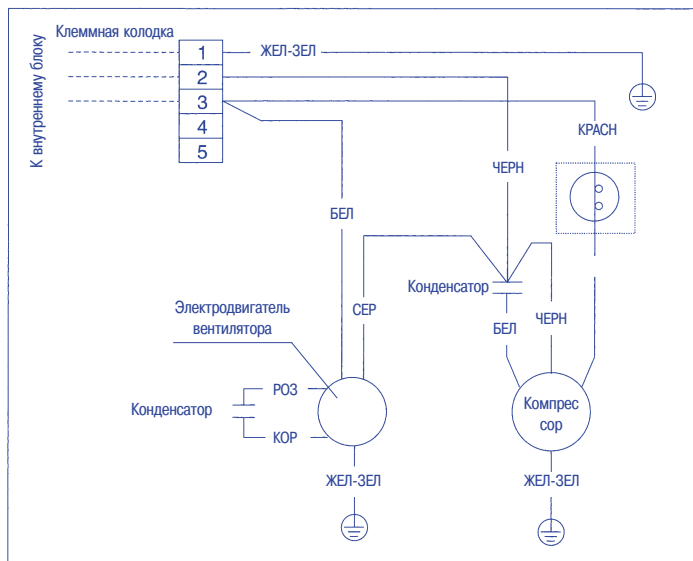 Клеммная колодка
К внутреннему блоку
1
ЖЕЛ-ЗЕЛ
2
3
4
5
КРАСН
ЧЕРН
БЕЛ
Конденсатор
Электродвигатель
вентилятора
СЕР
БЕЛ
ЧЕРН
РОЗ
Конденсатор
КОР
Компрес
сор
ЖЕЛ-ЗЕЛ
ЖЕЛ-ЗЕЛ